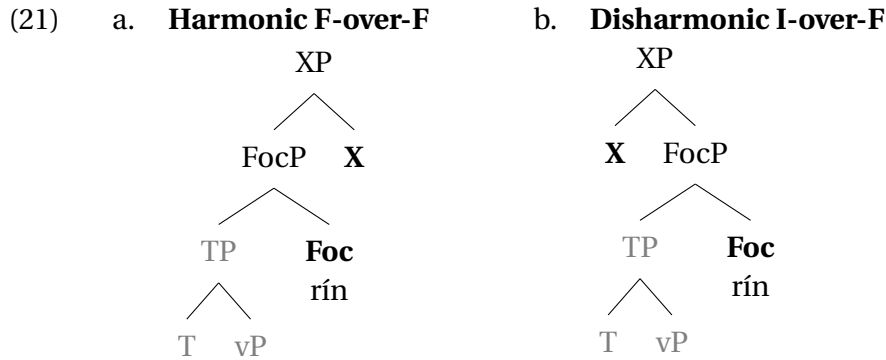 (21) a. Harmonic F-over-F b. Disharmonic I-over-F
XP XP
FocP X X FocP
TP Foc TP Foc
rín rín
T vP T vP